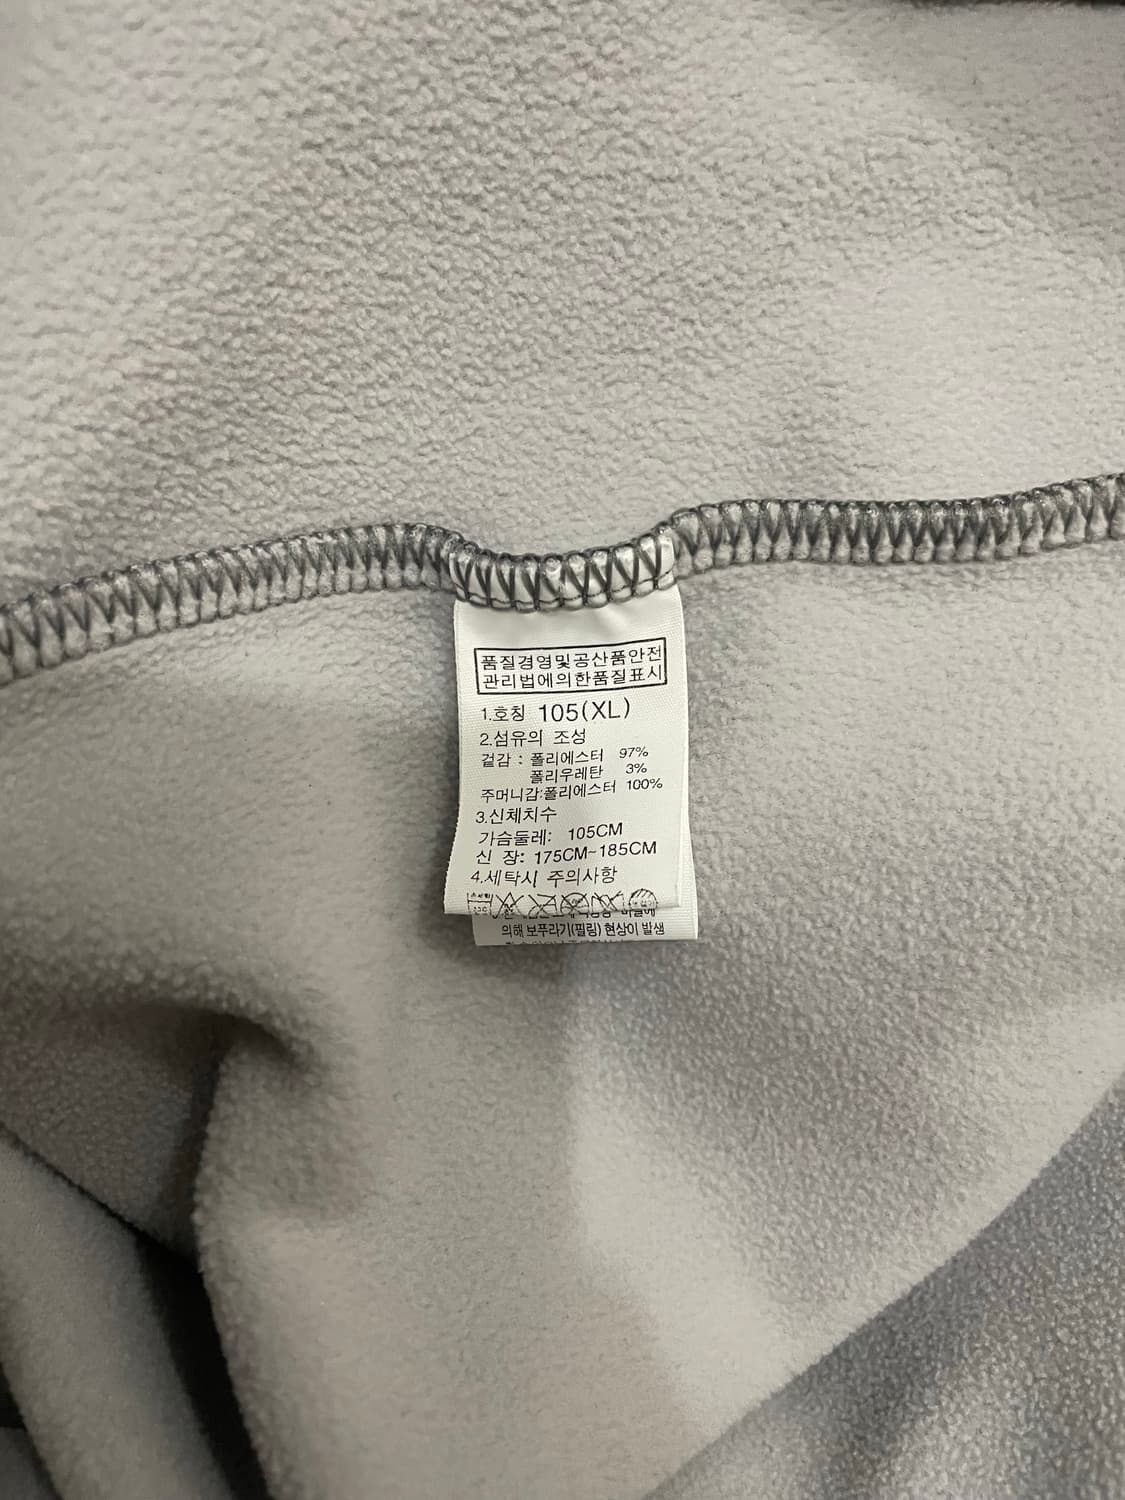 품질경영및공산품안전
관리법에의한품질표시
1.호칭 105(XL)
2.섬유의 조성
겉감 : 폴리에스터 97%
폴리우레탄 3%
주머니감:폴리에스터 100%
3.신체치수
가슴둘레: 105CM
신 장: 175CM~185CM
4.세탁시 주의사항
의해 보푸라기(필링) 현상이 발생